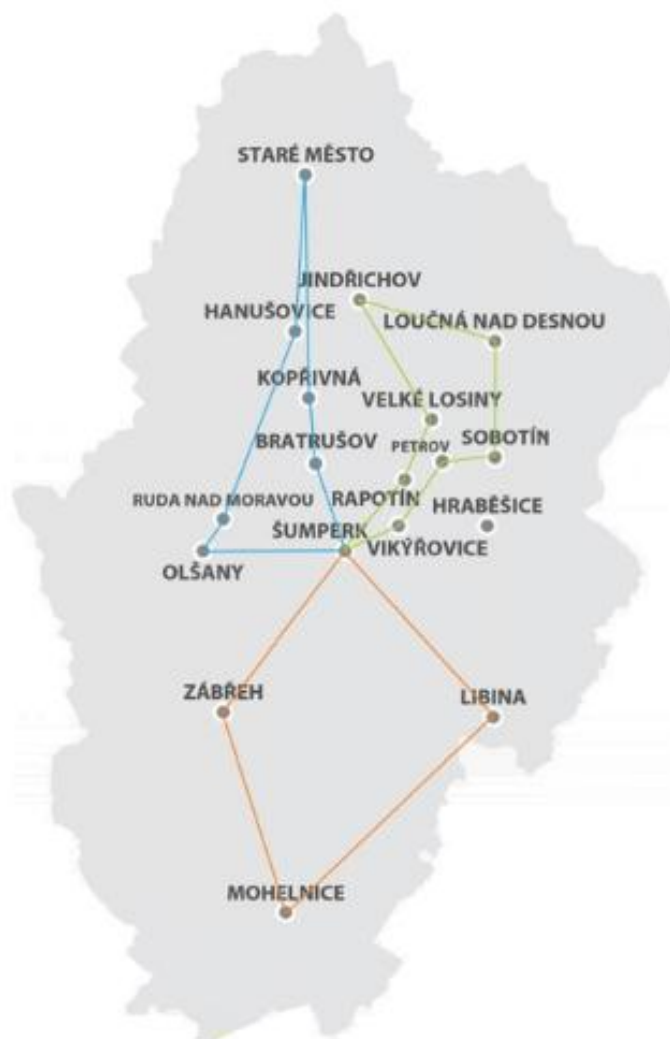 STARÉ MĚSTO
JINDŘICHOV
HANUŠOVICE
LOUČNÁ NAD DESNOU
KOPŘIVNÁ
VELKÉ LOSINY
BRATRUŠOV
PETROV
SOBOTÍN
RUDA NAD MORAVOU
RAPOTÍN
HRABĚŠICE
ŠUMPERK
VIKÝŘOVICE
OLŠANY
ZÁBŘEH
LIBINA
MOHELNICE